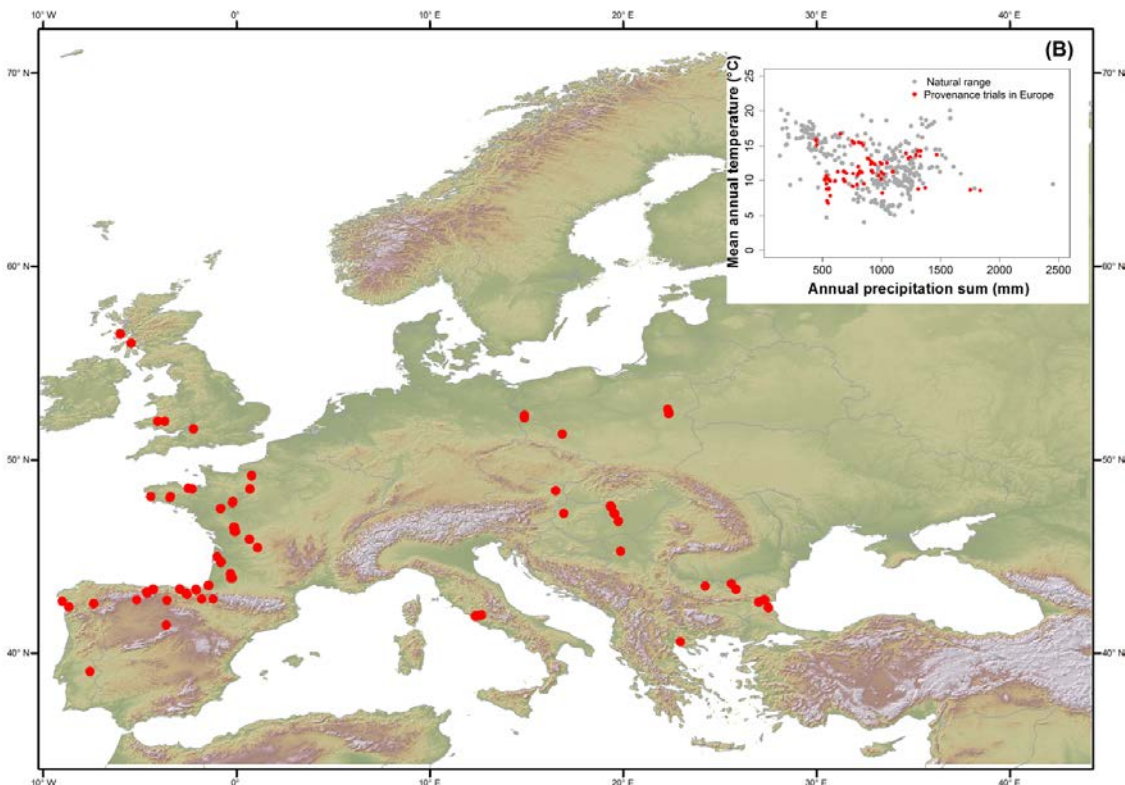 10° W 0° 10° E 20° E 30° E 40° E
(B)
70° N 70° N
Mean annual temperature (°C)
25
20
15
10
5
0
Natural range
Provenance trials in Europe
500 1000 1500 2000 2500
Annual precipitation sum (mm)
60° N 60° N
50° N 50° N
40° N 40° N
10° W 0° 10° E 20° E 30° E 40° E